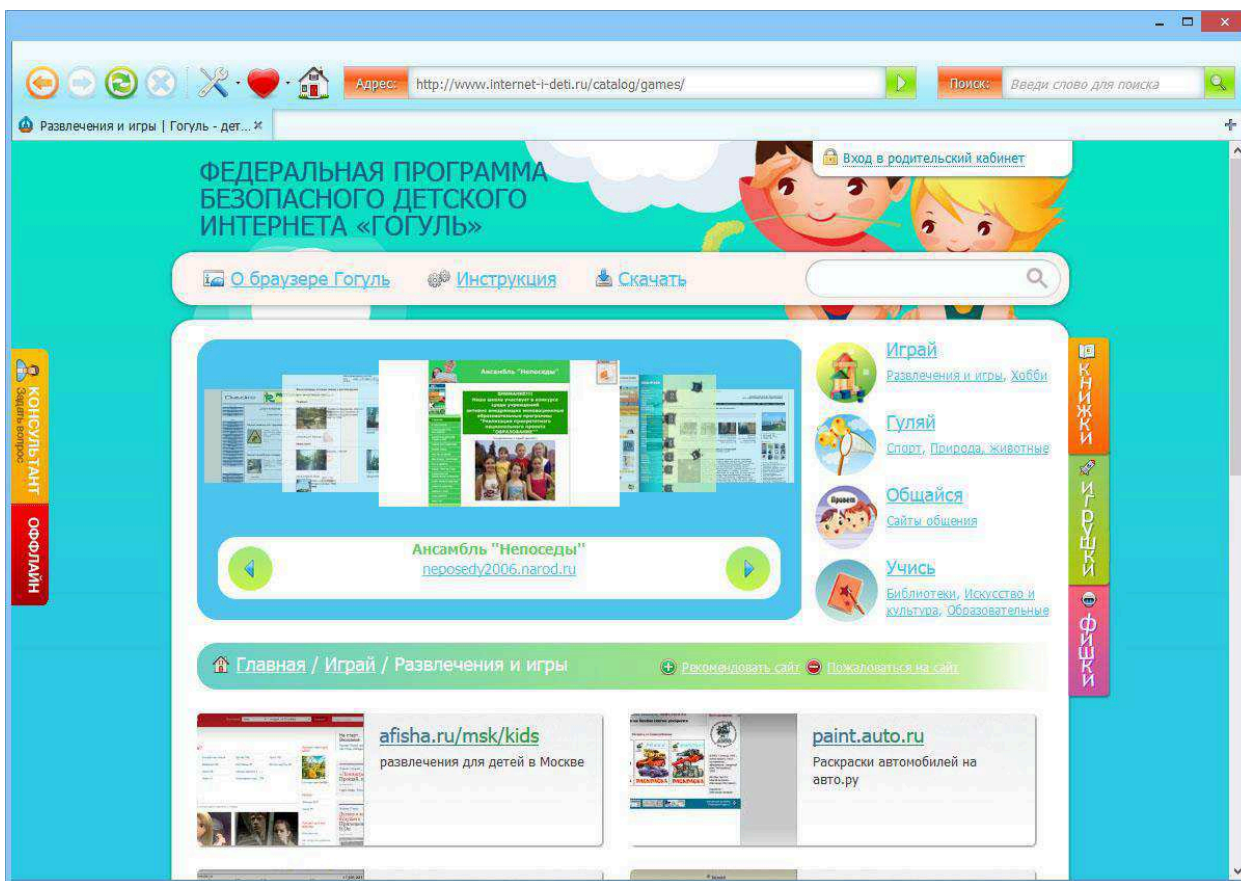 Адрес:
http://www.internet-i-deti.ru/catalog/games/
Поиск:
Введи слово для поиска
Развлечения и игры | Гогуль - дет...
Вход в родительский кабинет
ФЕДЕРАЛЬНАЯ ПРОГРАММА
БЕЗОПАСНОГО ДЕТСКОГО
ИНТЕРНЕТА «ГОГУЛЬ»
О браузере Гогуль
Инструкция
Скачать
КОНСУЛЬТАНТ
Задать вопрос
ОФФЛАЙН
Ансамбль "Непоседы"
ВНИМАНИЕ!!!
Ансамбль "Непоседы"
neposedy2006.narod.ru
Играй
Развлечения и игры, Хобби
Гуляй
Спорт, Природа, животные
Привет
Общайся
Сайты общения
Учись
Библиотеки, Искусство и
культура, Образовательные
КНИЖКИ
ИГРУШКИ
ФИШКИ
Главная / Играй / Развлечения и игры
Рекомендовать сайт
Пожаловаться на сайт
afisha.ru/msk/kids
развлечения для детей в Москве
paint.auto.ru
Раскраски автомобилей на
авто.ру